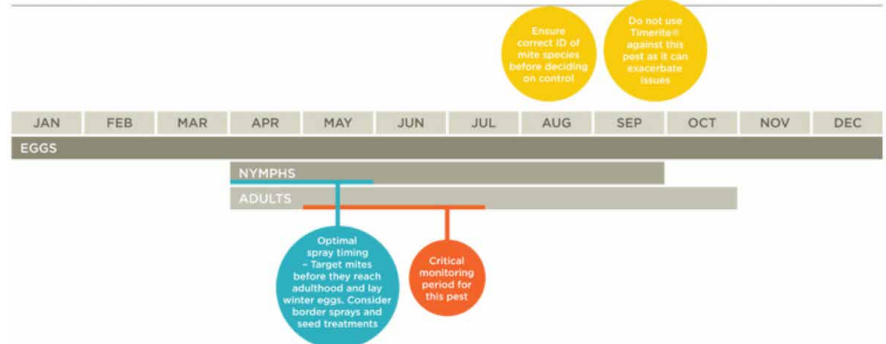 Ensure
correct ID of
mite species
before deciding
on control
Do not use
Timerite®
against this
pest as it can
exacerbate
issues
JAN FEB MAR APR MAY JUN JUL AUG SEP OCT NOV DEC
EGGS
NYMPHS
ADULTS
Optimal
spray timing
– Target mites
before they reach
adulthood and lay
winter eggs. Consider
border sprays and
seed treatments
Critical
monitoring
period for
this pest